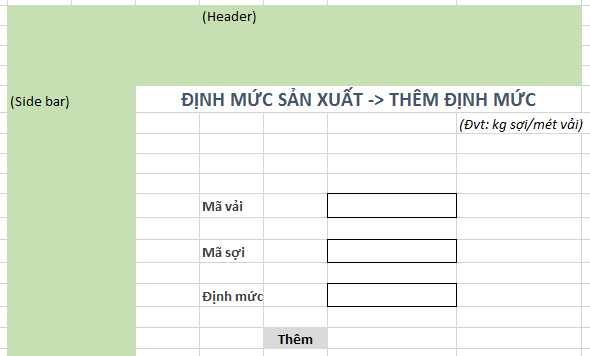 (Header)
(Side bar)
ĐỊNH MỨC SẢN XUẤT -> THÊM ĐỊNH MỨC
(Đvt: kg sợi/mét vải)
Mã vải
Mã sợi
Định mức
Thêm